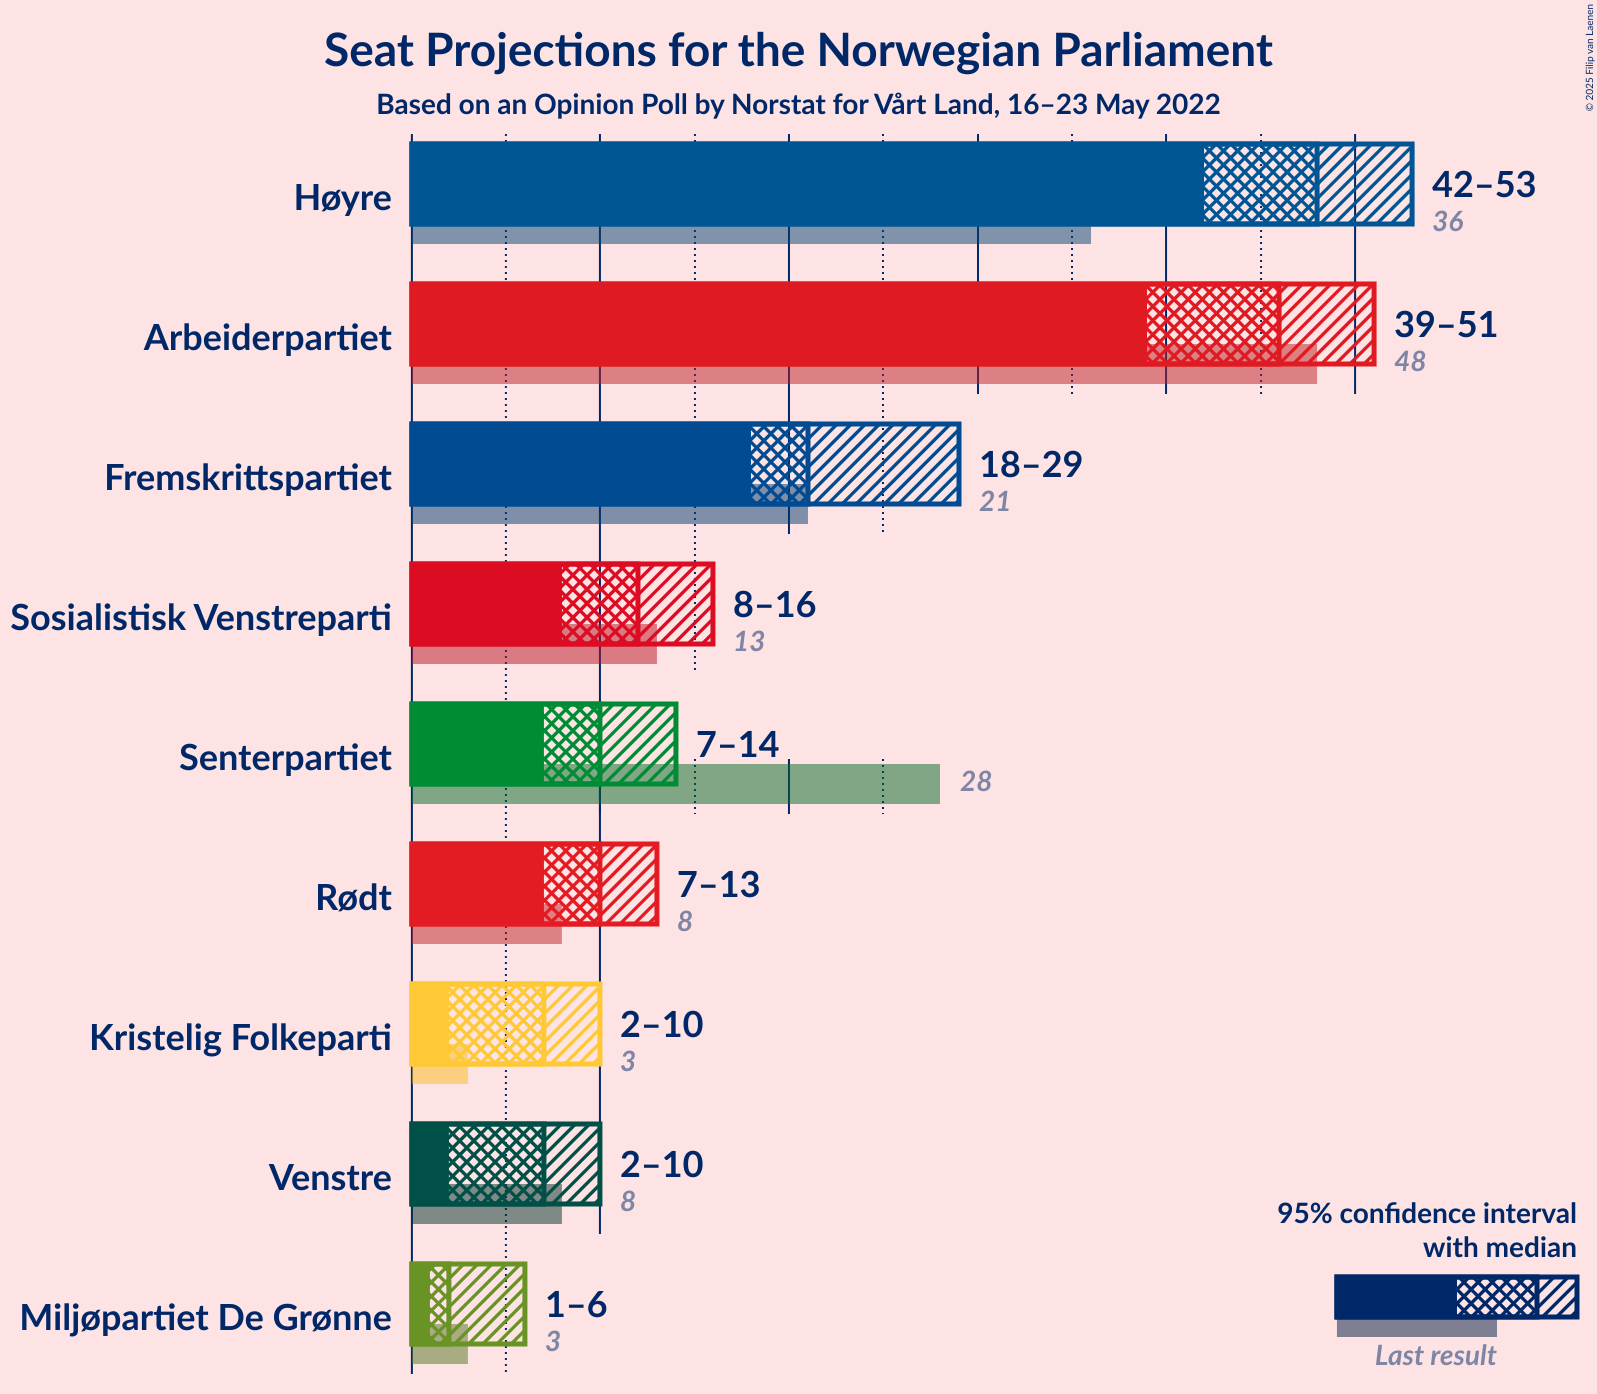 Seat Projections for the Norwegian Parliament
Based on an Opinion Poll by Norstat for Vårt Land, 16–23 May 2022
© 2025 Filip van Laenen
Høyre
42–53
36
Arbeiderpartiet
39–51
48
Fremskrittspartiet
18–29
21
Sosialistisk Venstreparti
8–16
13
Senterpartiet
7–14
28
Rødt
7–13
8
Kristelig Folkeparti
2–10
3
Venstre
2–10
8
Miljøpartiet De Grønne
1–6
3
95% confidence interval
with median
Last result